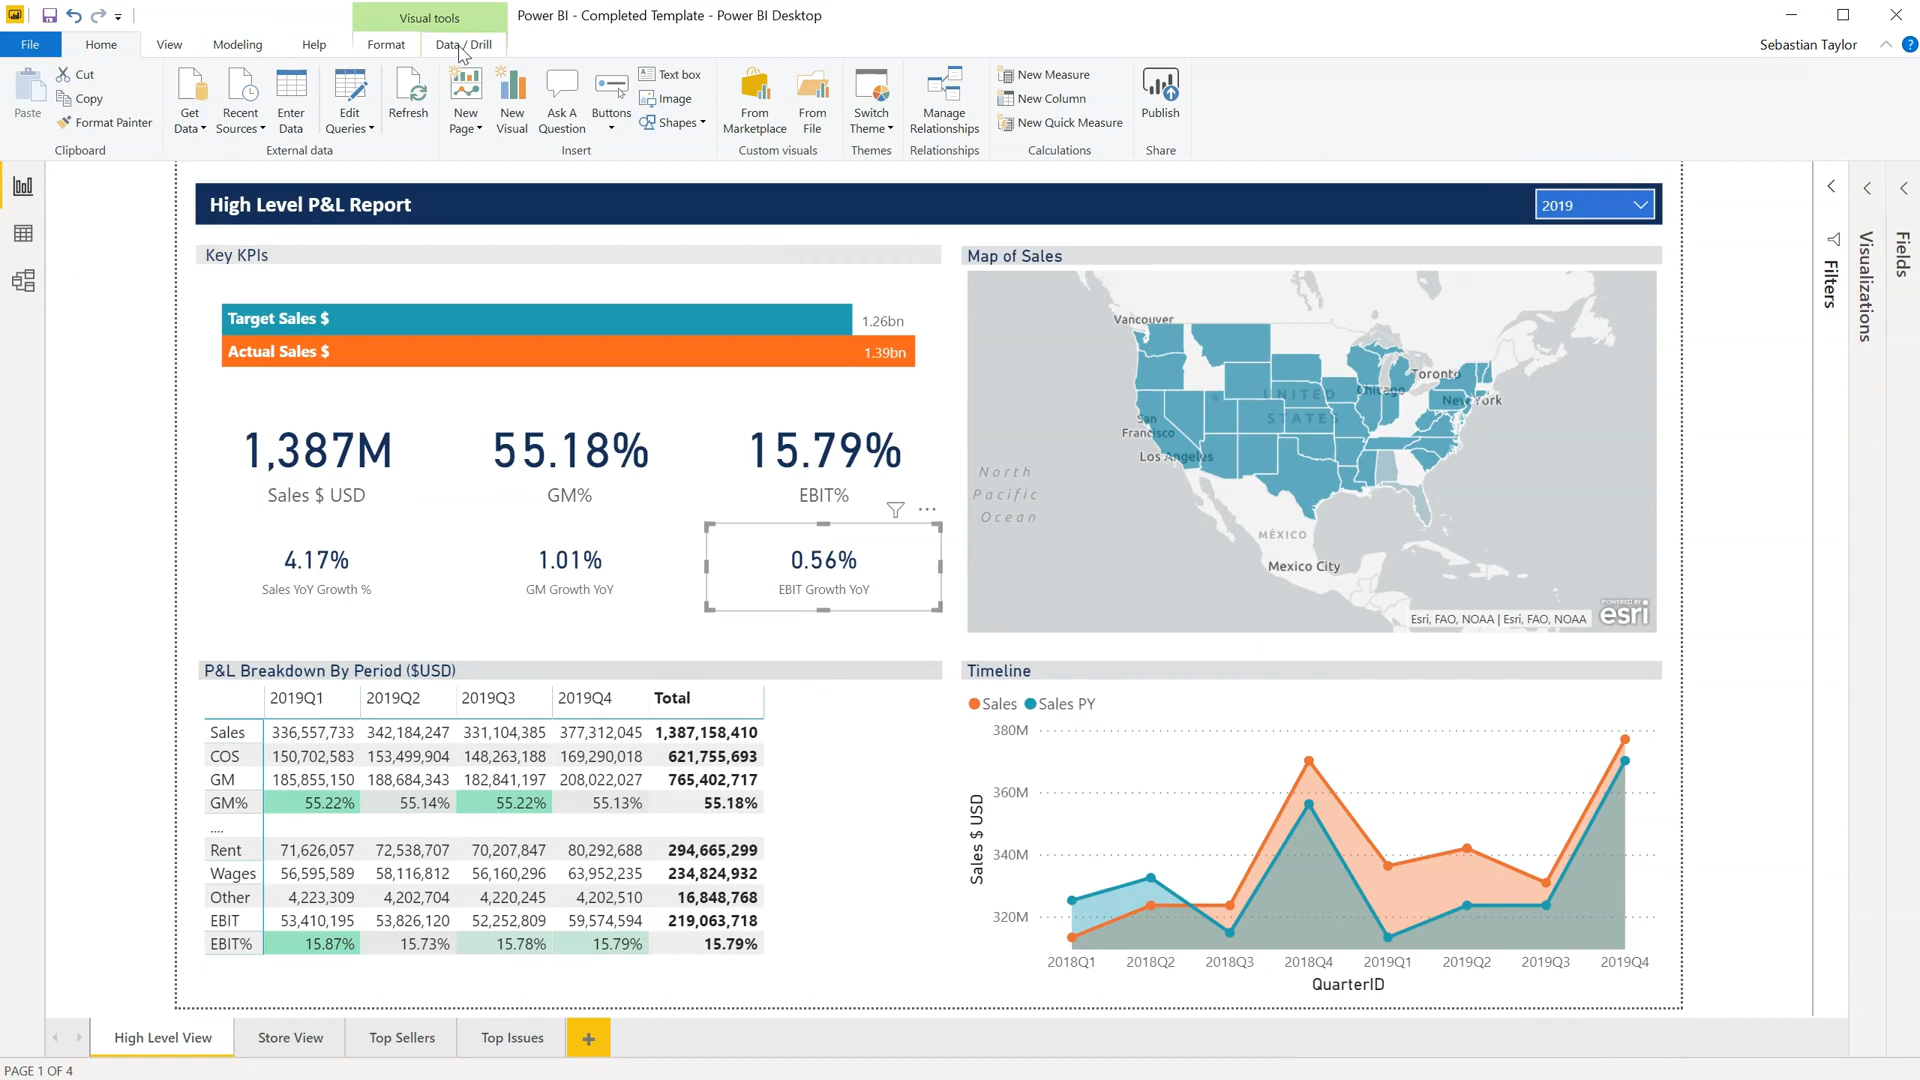 Visual tools
Power BI - Completed Template - Power BI Desktop
File
Home
View
Modeling
Help
Format
Data / Drill
Sebastian Taylor
?
Paste
Cut
Copy
Format Painter
Clipboard
Get Data
Recent Sources
Enter Data
Edit Queries
External data
Refresh
New Page
New Visual
Ask A Question
Buttons
Text box
Image
Shapes
Insert
From Marketplace
From File
Custom visuals
Switch Theme
Themes
Manage Relationships
Relationships
New Measure
New Column
New Quick Measure
Calculations
Publish
Share
High Level P&L Report
2019
Key KPIs
Target Sales $
1.26bn
Actual Sales $
1.39bn
1,387M
55.18%
15.79%
Sales $ USD
GM%
EBIT%
4.17%
1.01%
0.56%
Sales YoY Growth %
GM Growth YoY
EBIT Growth YoY
Map of Sales
Vancouver
Toronto
Chicago
New York
UNITED
STATES
San Francisco
Los Angeles
North
Pacific
Ocean
MÉXICO
Mexico City
Esri, FAO, NOAA | Esri, FAO, NOAA
POWERED BY
esri
P&L Breakdown By Period ($USD)
2019Q1 2019Q2 2019Q3 2019Q4 Total
Sales 336,557,733 342,184,247 331,104,385 377,312,045 1,387,158,410
COS 150,702,583 153,499,904 148,263,188 169,290,018 621,755,693
GM 185,855,150 188,684,343 182,841,197 208,022,027 765,402,717
GM% 55.22% 55.14% 55.22% 55.13% 55.18%
....
Rent 71,626,057 72,538,707 70,207,847 80,292,688 294,665,299
Wages 56,595,589 58,116,812 56,160,296 63,952,235 234,824,932
Other 4,223,309 4,202,704 4,220,245 4,202,510 16,848,768
EBIT 53,410,195 53,826,120 52,252,809 59,574,594 219,063,718
EBIT% 15.87% 15.73% 15.78% 15.79% 15.79%
Timeline
Sales Sales PY
380M
360M
340M
320M
Sales $ USD
2018Q1 2018Q2 2018Q3 2018Q4 2019Q1 2019Q2 2019Q3 2019Q4
QuarterID
Filters
Visualizations
Fields
High Level View
Store View
Top Sellers
Top Issues
PAGE 1 OF 4